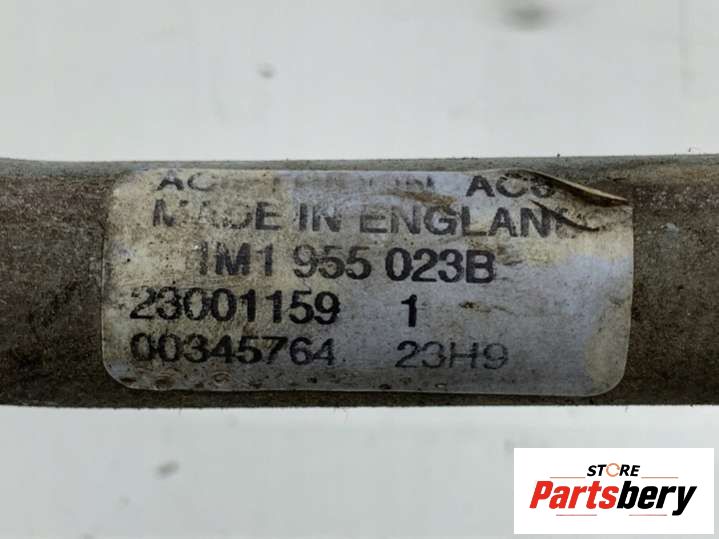 MADE IN ENGLAND
1M1 955 023B
23001159 1
00345764 23H9
STORE
Partsbery